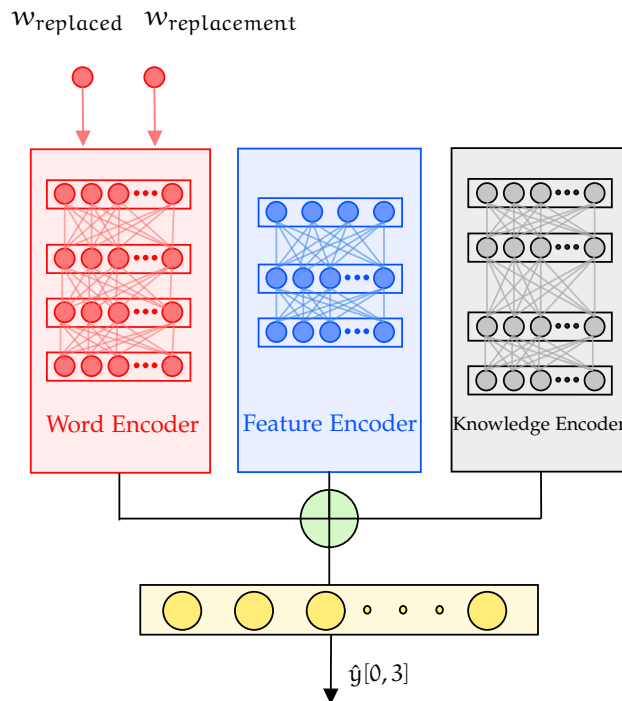 w_replaced w_replacement
Word Encoder
Feature Encoder
Knowledge Encoder
ŷ[0, 3]